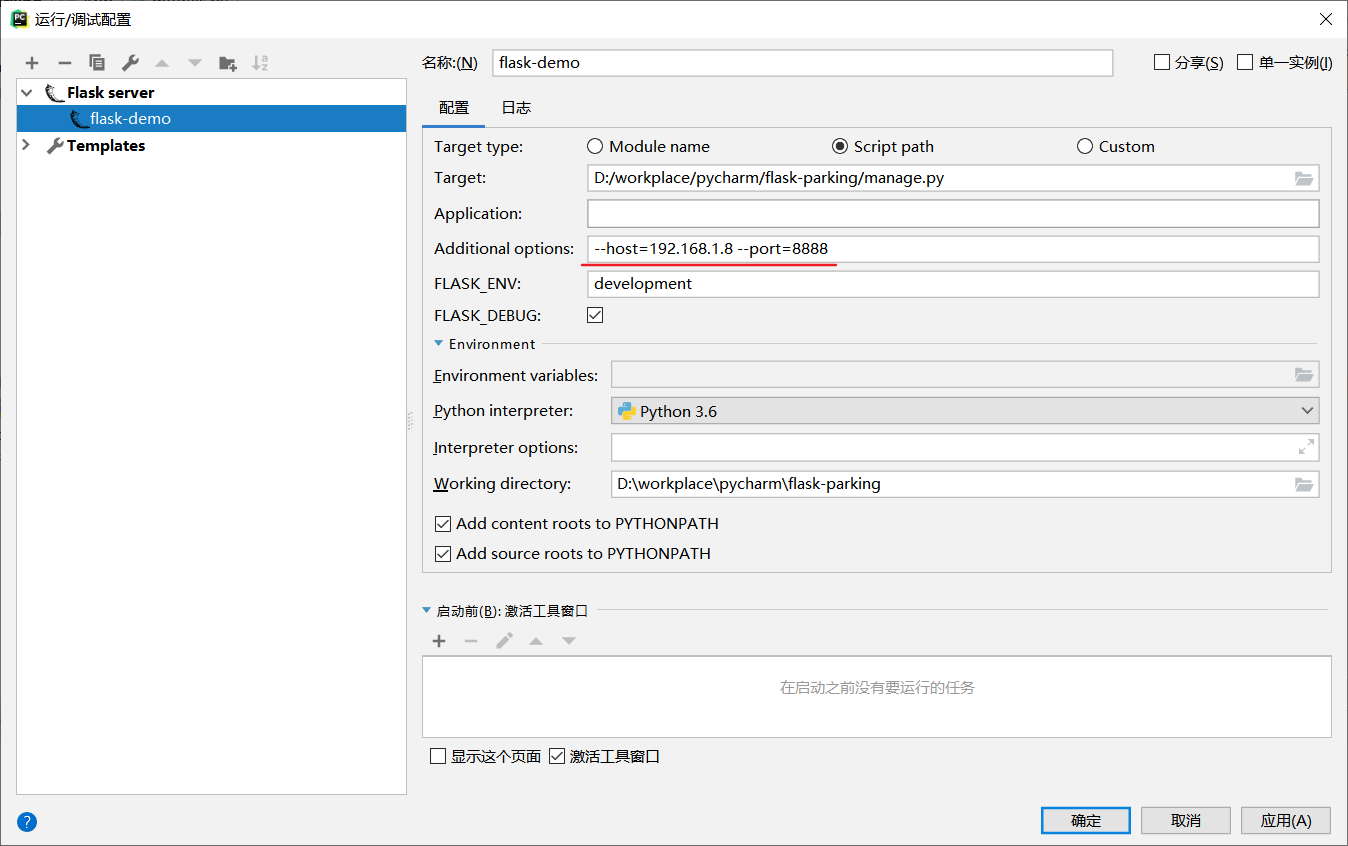 PC 运行/调试配置
名称:(N) flask-demo 分享(S) 单一实例(I)
Flask server
flask-demo
Templates
配置 日志
Target type: Module name Script path Custom
Target: D:/workplace/pycharm/flask-parking/manage.py
Application:
Additional options: --host=192.168.1.8 --port=8888
FLASK_ENV: development
FLASK_DEBUG:
Environment
Environment variables:
Python interpreter: Python 3.6
Interpreter options:
Working directory: D:\workplace\pycharm\flask-parking
Add content roots to PYTHONPATH
Add source roots to PYTHONPATH
启动前(B): 激活工具窗口
在启动之前没有要运行的任务
显示这个页面 激活工具窗口
? 确定 取消 应用(A)